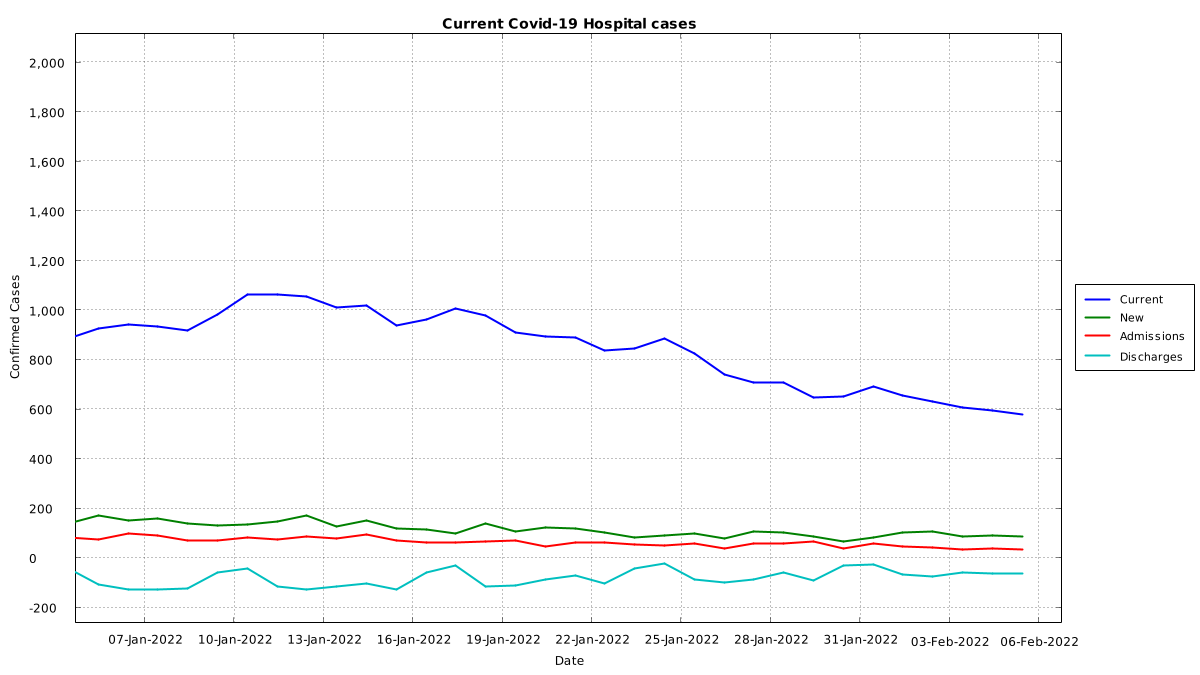 Current Covid-19 Hospital cases
2,000
1,800
1,600
1,400
1,200
1,000
800
600
400
200
0
-200
Confirmed Cases
07-Jan-2022 10-Jan-2022 13-Jan-2022 16-Jan-2022 19-Jan-2022 22-Jan-2022 25-Jan-2022 28-Jan-2022 31-Jan-2022 03-Feb-2022 06-Feb-2022
Date
Current
New
Admissions
Discharges